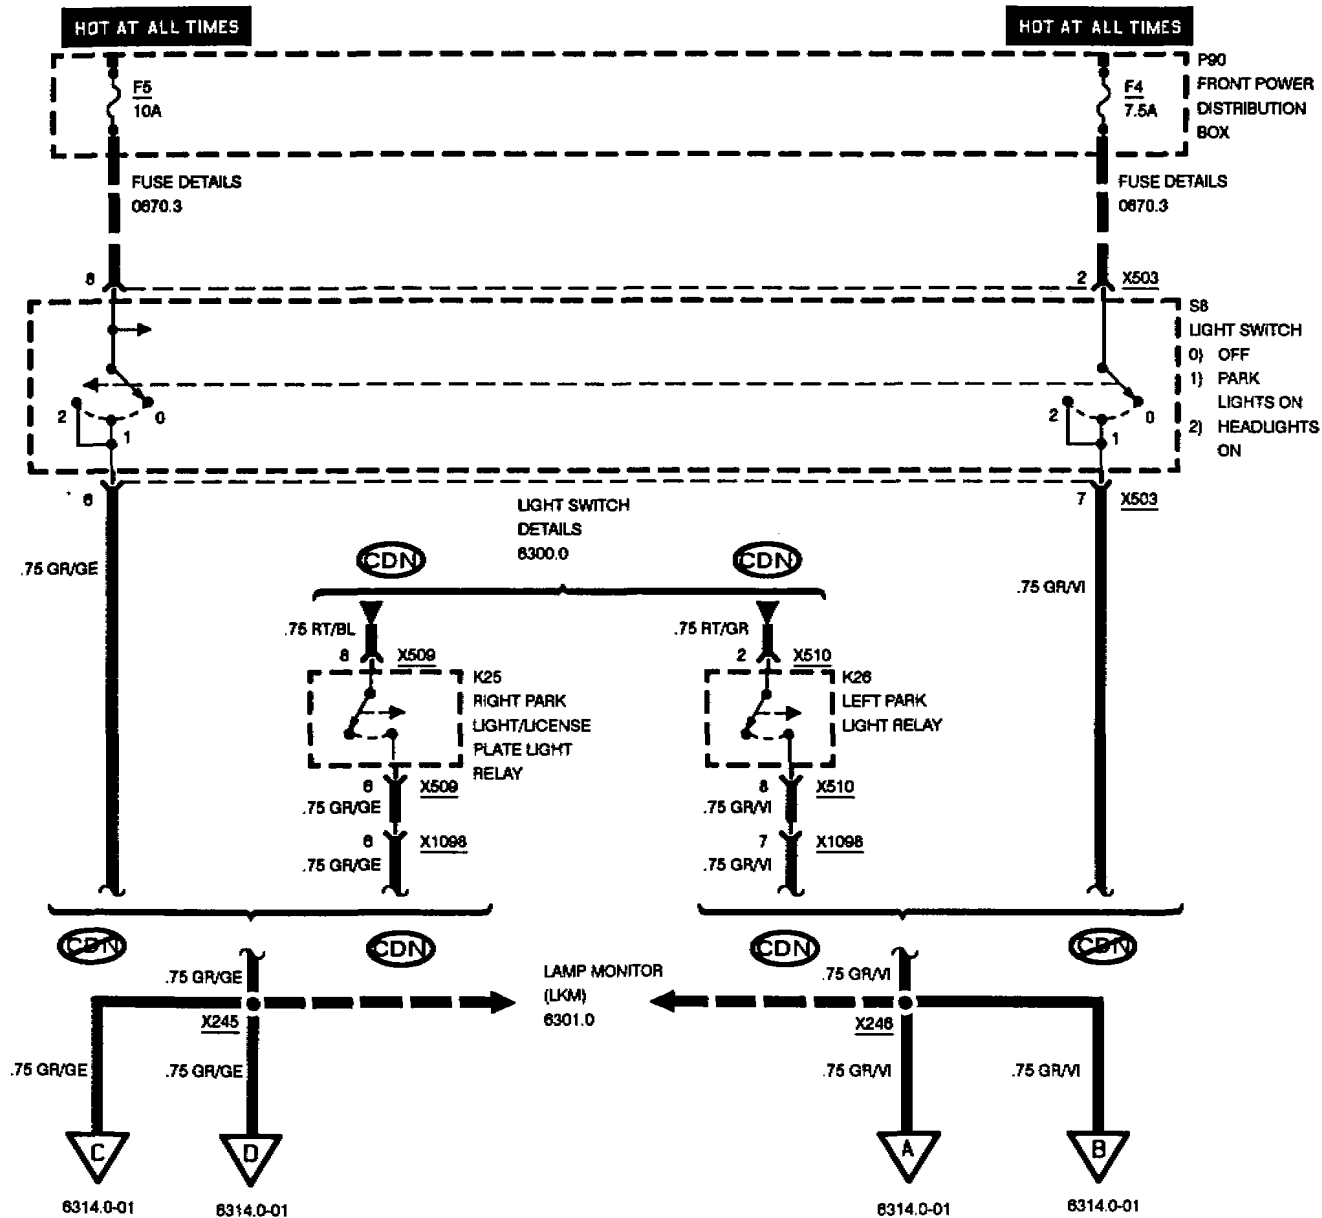 HOT AT ALL TIMES
HOT AT ALL TIMES
F5
10A
F4
7.5A
P90
FRONT POWER
DISTRIBUTION
BOX
FUSE DETAILS
0670.3
FUSE DETAILS
0670.3
8
2 X503
S8
LIGHT SWITCH
0) OFF
1) PARK
LIGHTS ON
2) HEADLIGHTS
ON
2 0
1
2 0
1
6
7 X503
LIGHT SWITCH
DETAILS
6300.0
CDN
CDN
.75 GR/GE
.75 GR/VI
.75 RT/BL
.75 RT/GR
8 X509
2 X510
K25
RIGHT PARK
LIGHT/LICENSE
PLATE LIGHT
RELAY
K26
LEFT PARK
LIGHT RELAY
6 X509
8 X510
.75 GR/GE
.75 GR/VI
6 X1098
7 X1098
.75 GR/GE
.75 GR/VI
CDN
CDN
CDN
CDN
.75 GR/GE
LAMP MONITOR
(LKM)
6301.0
.75 GR/VI
X245
X246
.75 GR/GE
.75 GR/GE
.75 GR/VI
.75 GR/VI
C
D
A
B
6314.0-01
6314.0-01
6314.0-01
6314.0-01